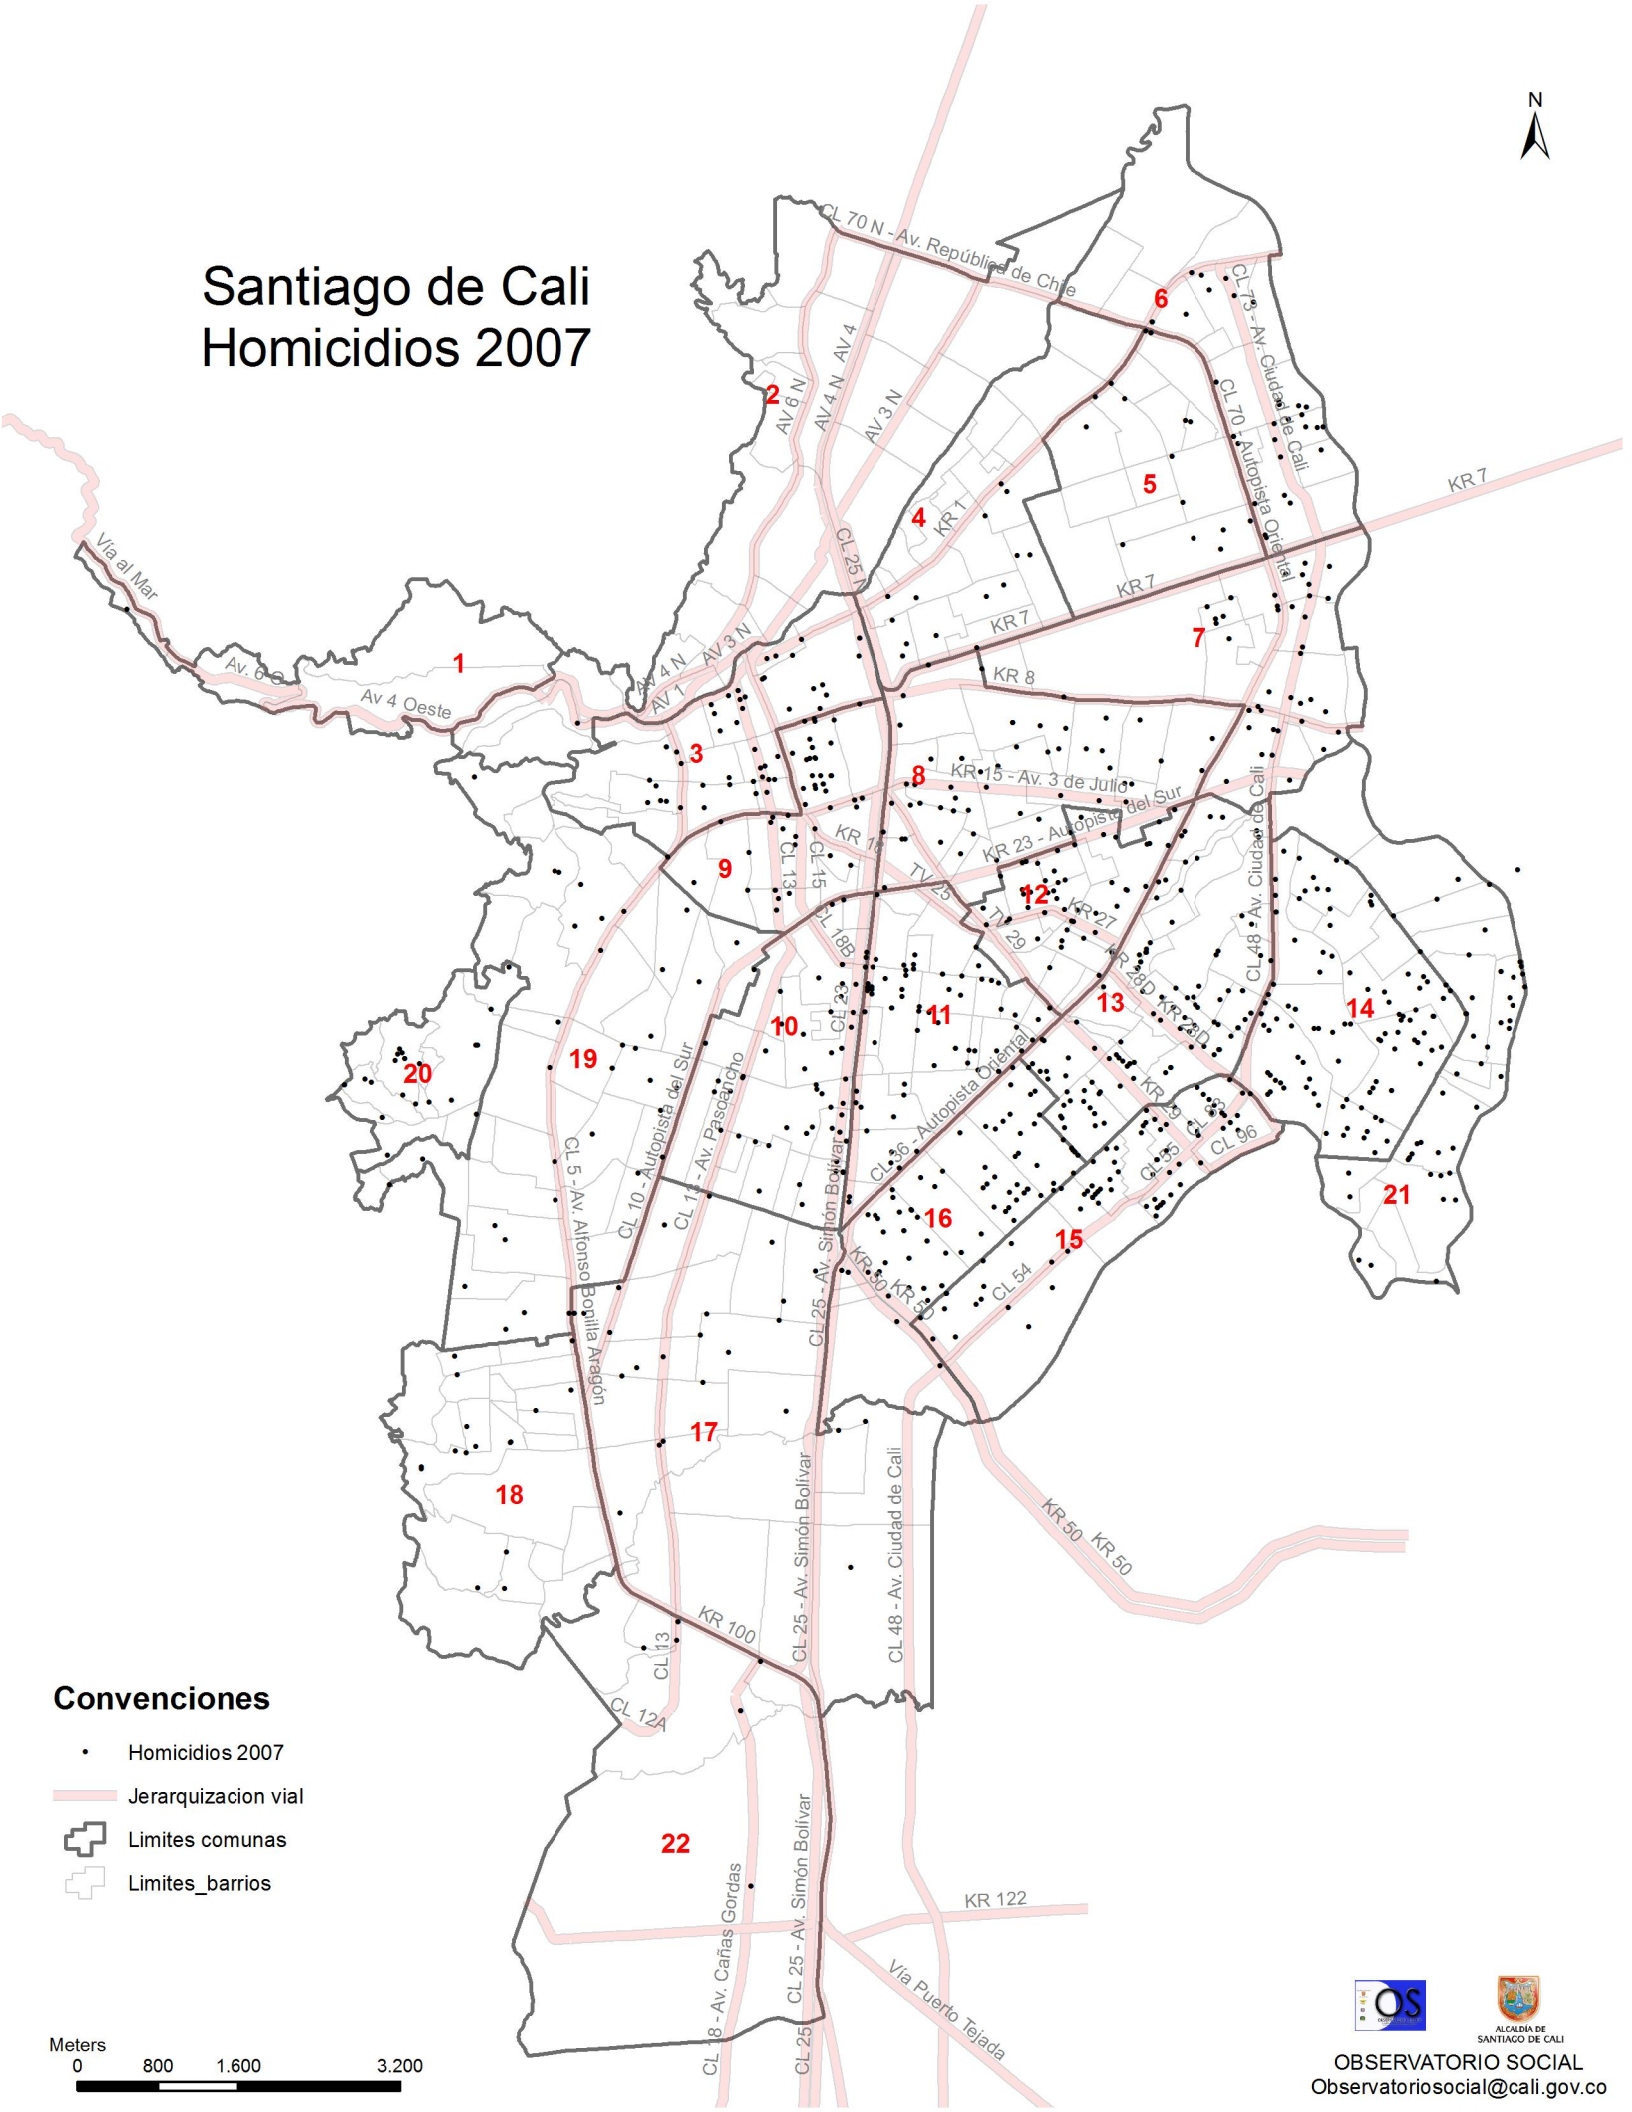 N
Santiago de Cali
Homicidios 2007
CL 70 N - Av. República de Chile
6
CL 73 - Av. Ciudad de Cali
2
AV 6 N
AV 4 N
AV 4
AV 3 N
CL 70 - Autopista Oriental
5
4
KR 1
KR 7
CL 25 N
Vía al Mar
KR 7
KR 7
7
1
Av. 6 O
Av 4 Oeste
AV 4 N
AV 3 N
AV 1
KR 8
3
8
KR 15 - Av. 3 de Julio
KR 23 - Autopista del Sur
CL 48 - Av. Ciudad de Cali
9
CL 13
CL 15
TV 25
12
KR 27
TV 29
CL 18B
KR 28D
KR 28D
13
14
10
CL 23
11
19
20
CL 10 - Autopista del Sur
CL 13 - Av. Pasoancho
CL 36 - Autopista Oriental
KR 29
CL 83
CL 96
CL 55
21
16
15
CL 5 - Av. Alfonso Bonilla Aragón
CL 25 - Av. Simón Bolívar
KR 50
KR 50
CL 54
17
18
CL 25 - Av. Simón Bolívar
CL 48 - Av. Ciudad de Cali
KR 50
KR 50
KR 100
CL 13
CL 12A
Convenciones
Homicidios 2007
Jerarquizacion vial
Limites comunas
Limites_barrios
22
CL 18 - Av. Cañas Gordas
CL 25 - Av. Simón Bolívar
KR 122
Vía Puerto Tejada
CL 25
Meters
0 800 1.600 3.200
OS
ALCALDÍA DE
SANTIAGO DE CALI
OBSERVATORIO SOCIAL
Observatoriosocial@cali.gov.co